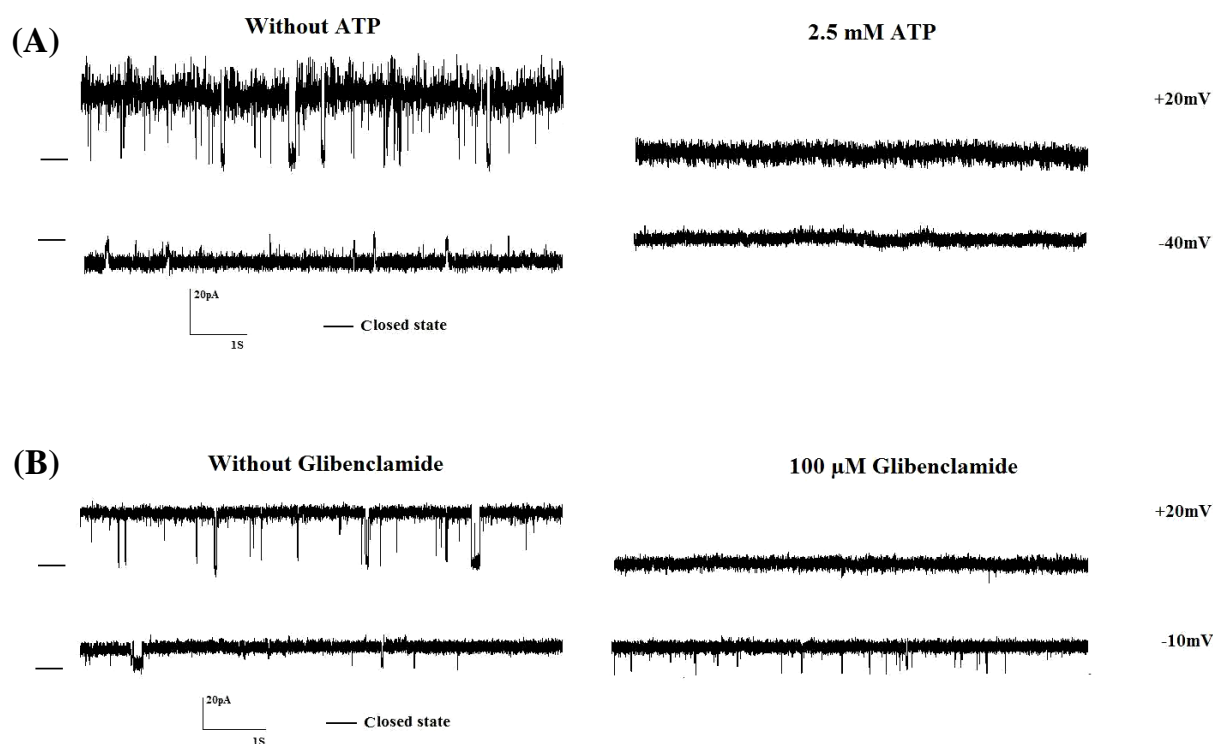 (A)
Without ATP
2.5 mM ATP
+20mV
-40mV
20pA
1S
Closed state
(B)
Without Glibenclamide
100 µM Glibenclamide
+20mV
-10mV
20pA
1S
Closed state